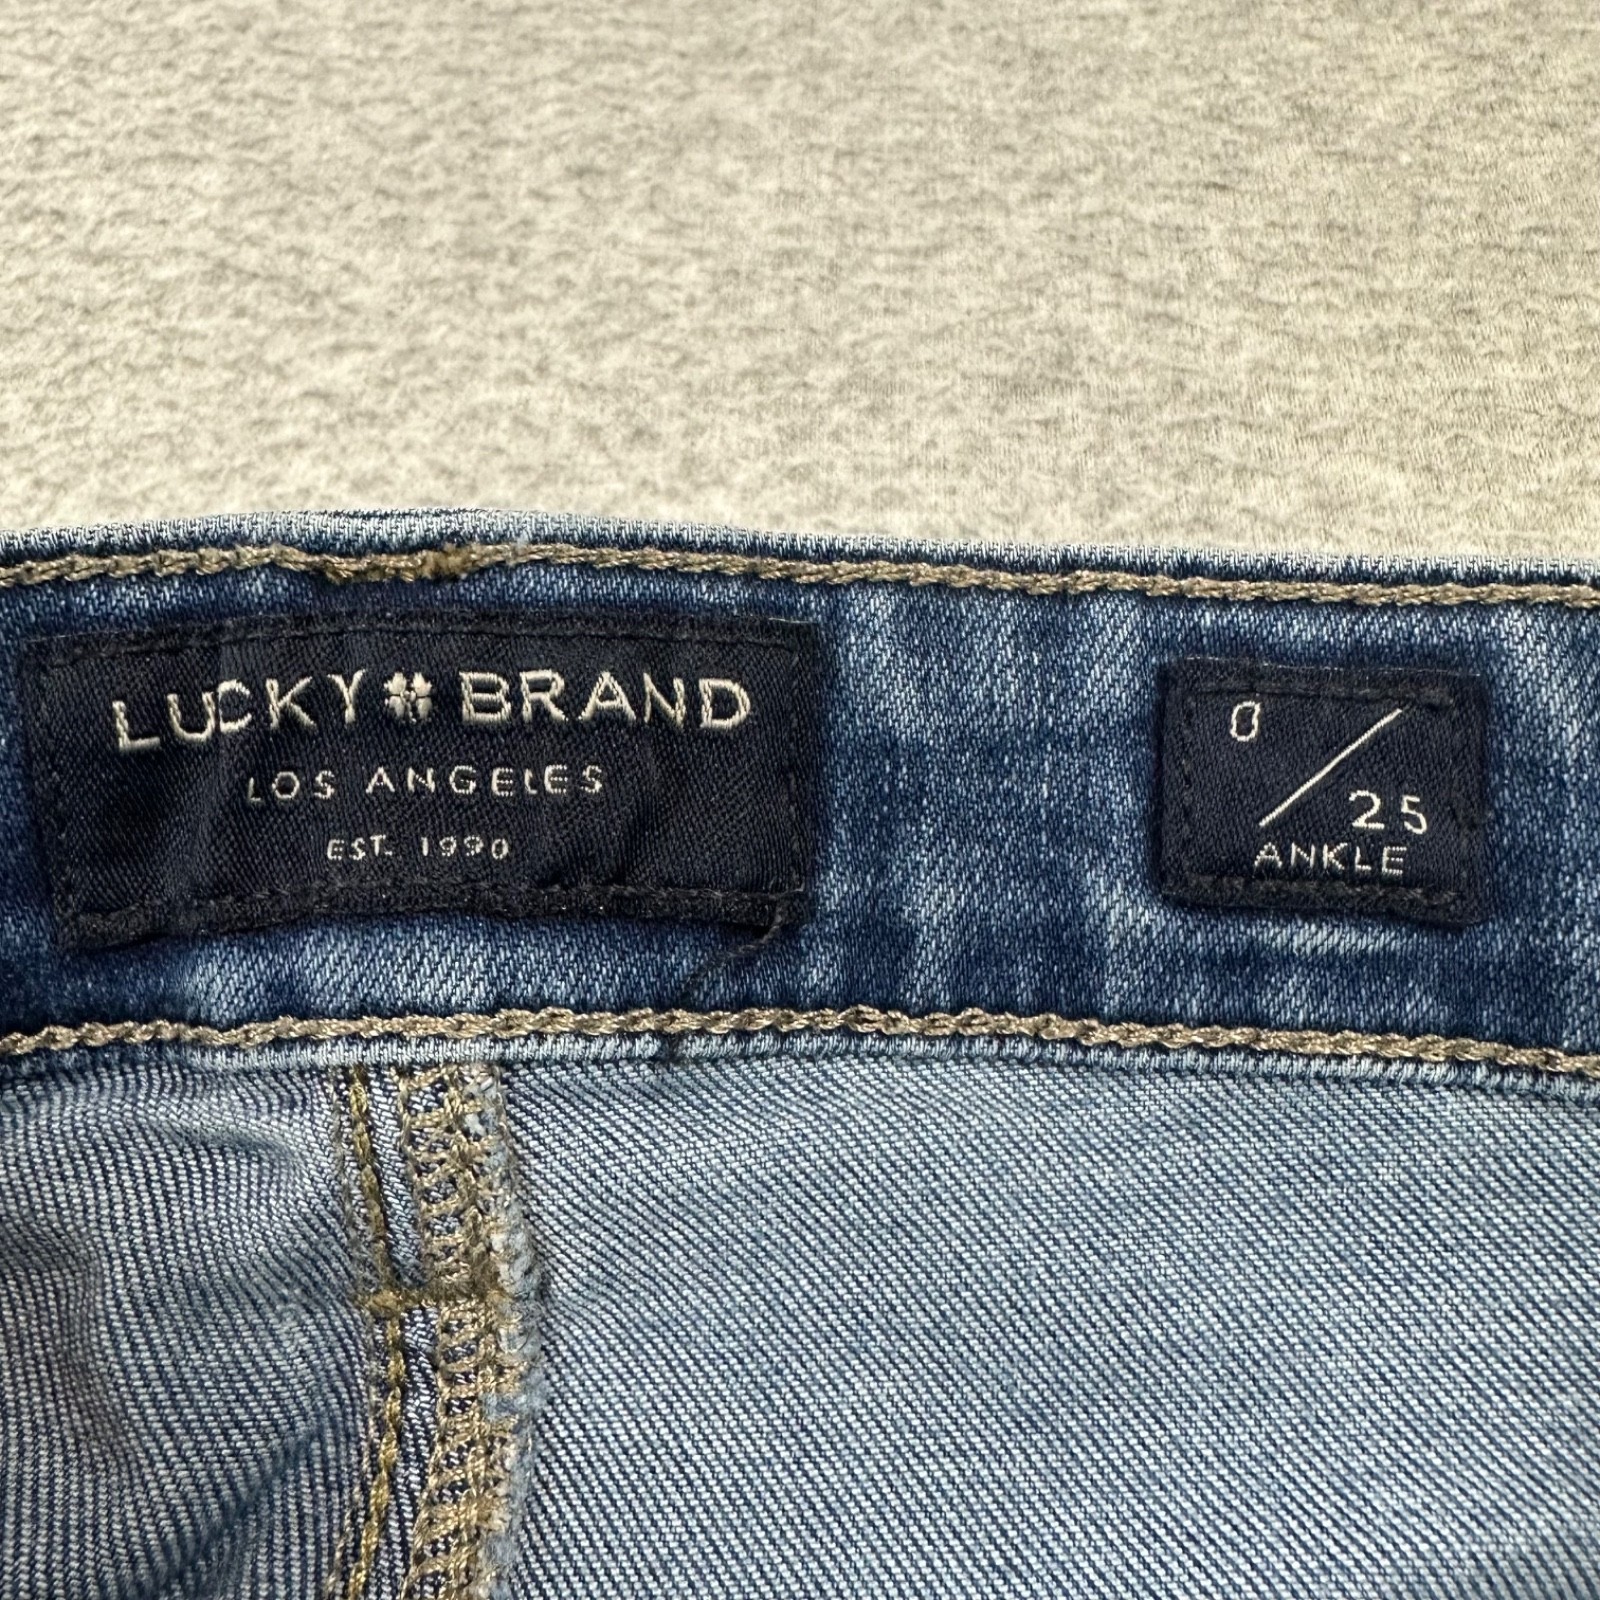 LUCKY BRAND
LOS ANGELES
EST. 1990
0/25
ANKLE